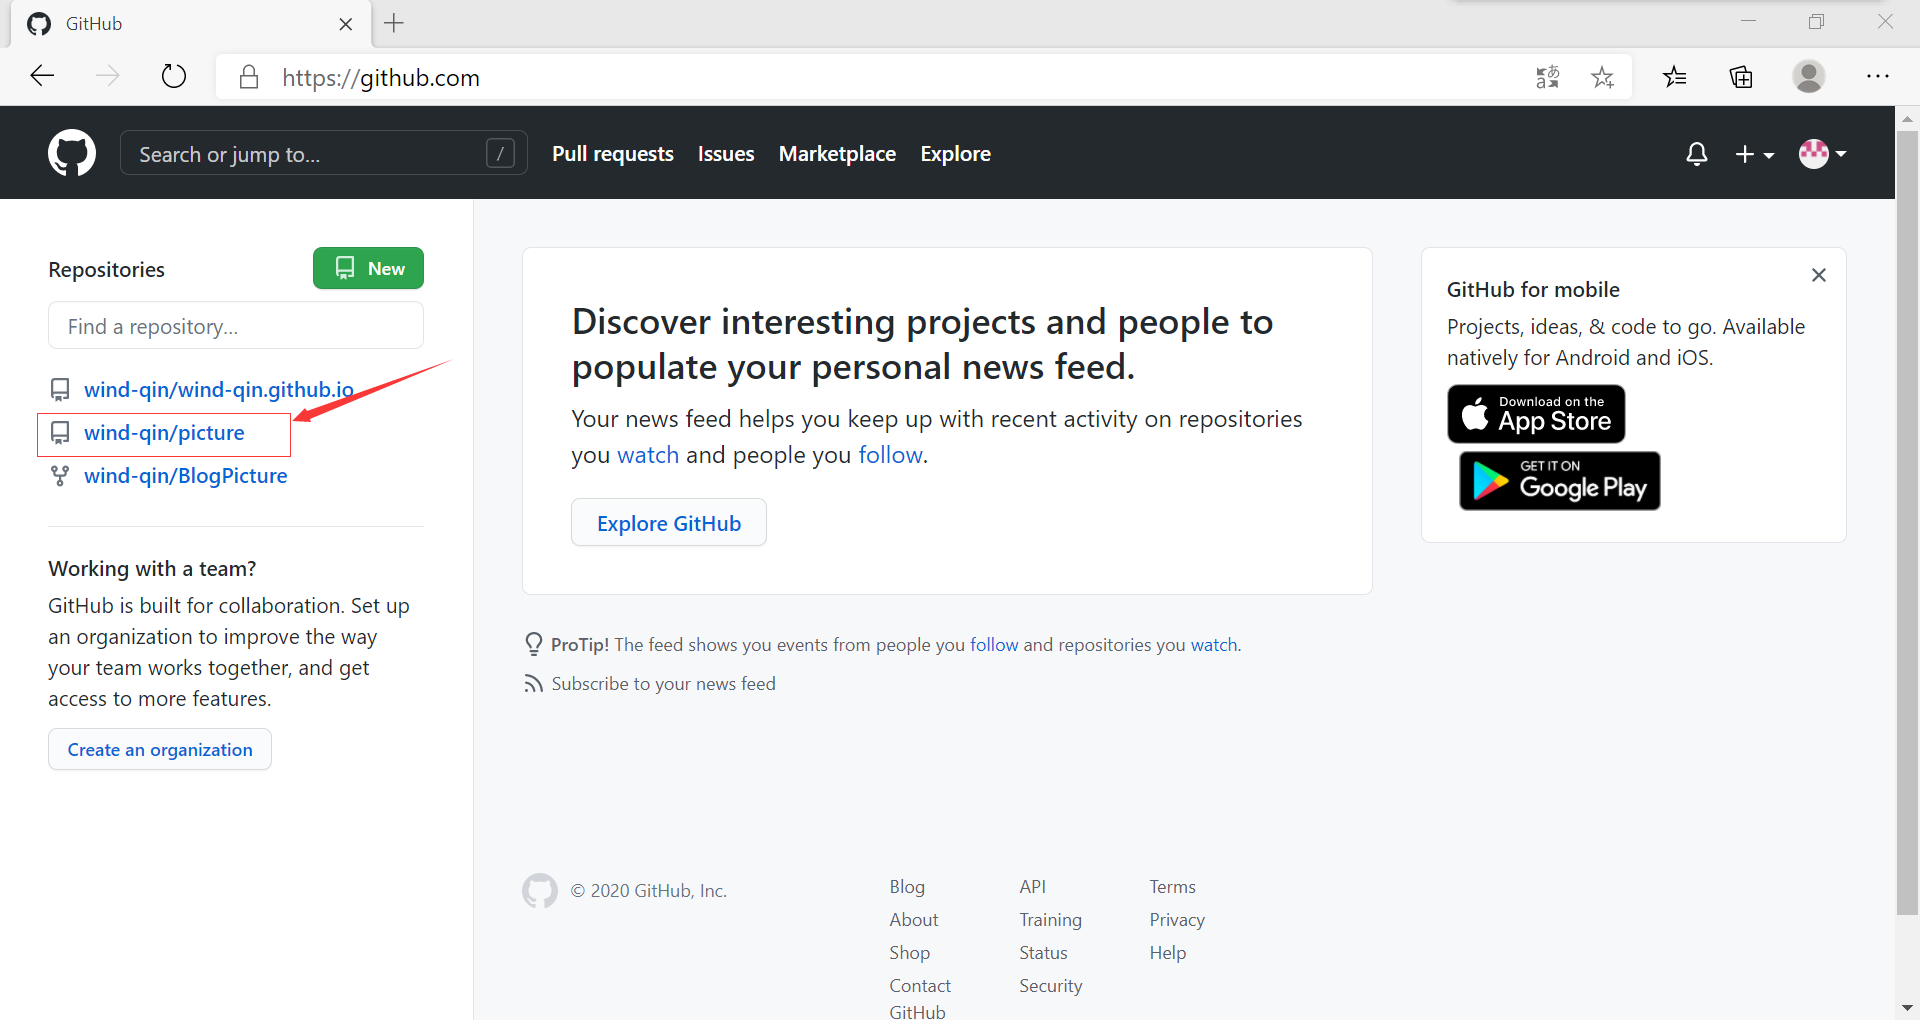 GitHub
https://github.com
Search or jump to...
/
Pull requests
Issues
Marketplace
Explore
Repositories
New
Find a repository...
wind-qin/wind-qin.github.io
wind-qin/picture
wind-qin/BlogPicture
Working with a team?
GitHub is built for collaboration. Set up
an organization to improve the way
your team works together, and get
access to more features.
Create an organization
Discover interesting projects and people to
populate your personal news feed.
Your news feed helps you keep up with recent activity on repositories
you watch and people you follow.
Explore GitHub
ProTip! The feed shows you events from people you follow and repositories you watch.
Subscribe to your news feed
GitHub for mobile
Projects, ideas, & code to go. Available
natively for Android and iOS.
Download on the
App Store
GET IT ON
Google Play
© 2020 GitHub, Inc.
Blog
About
Shop
Contact
GitHub
API
Training
Status
Security
Terms
Privacy
Help